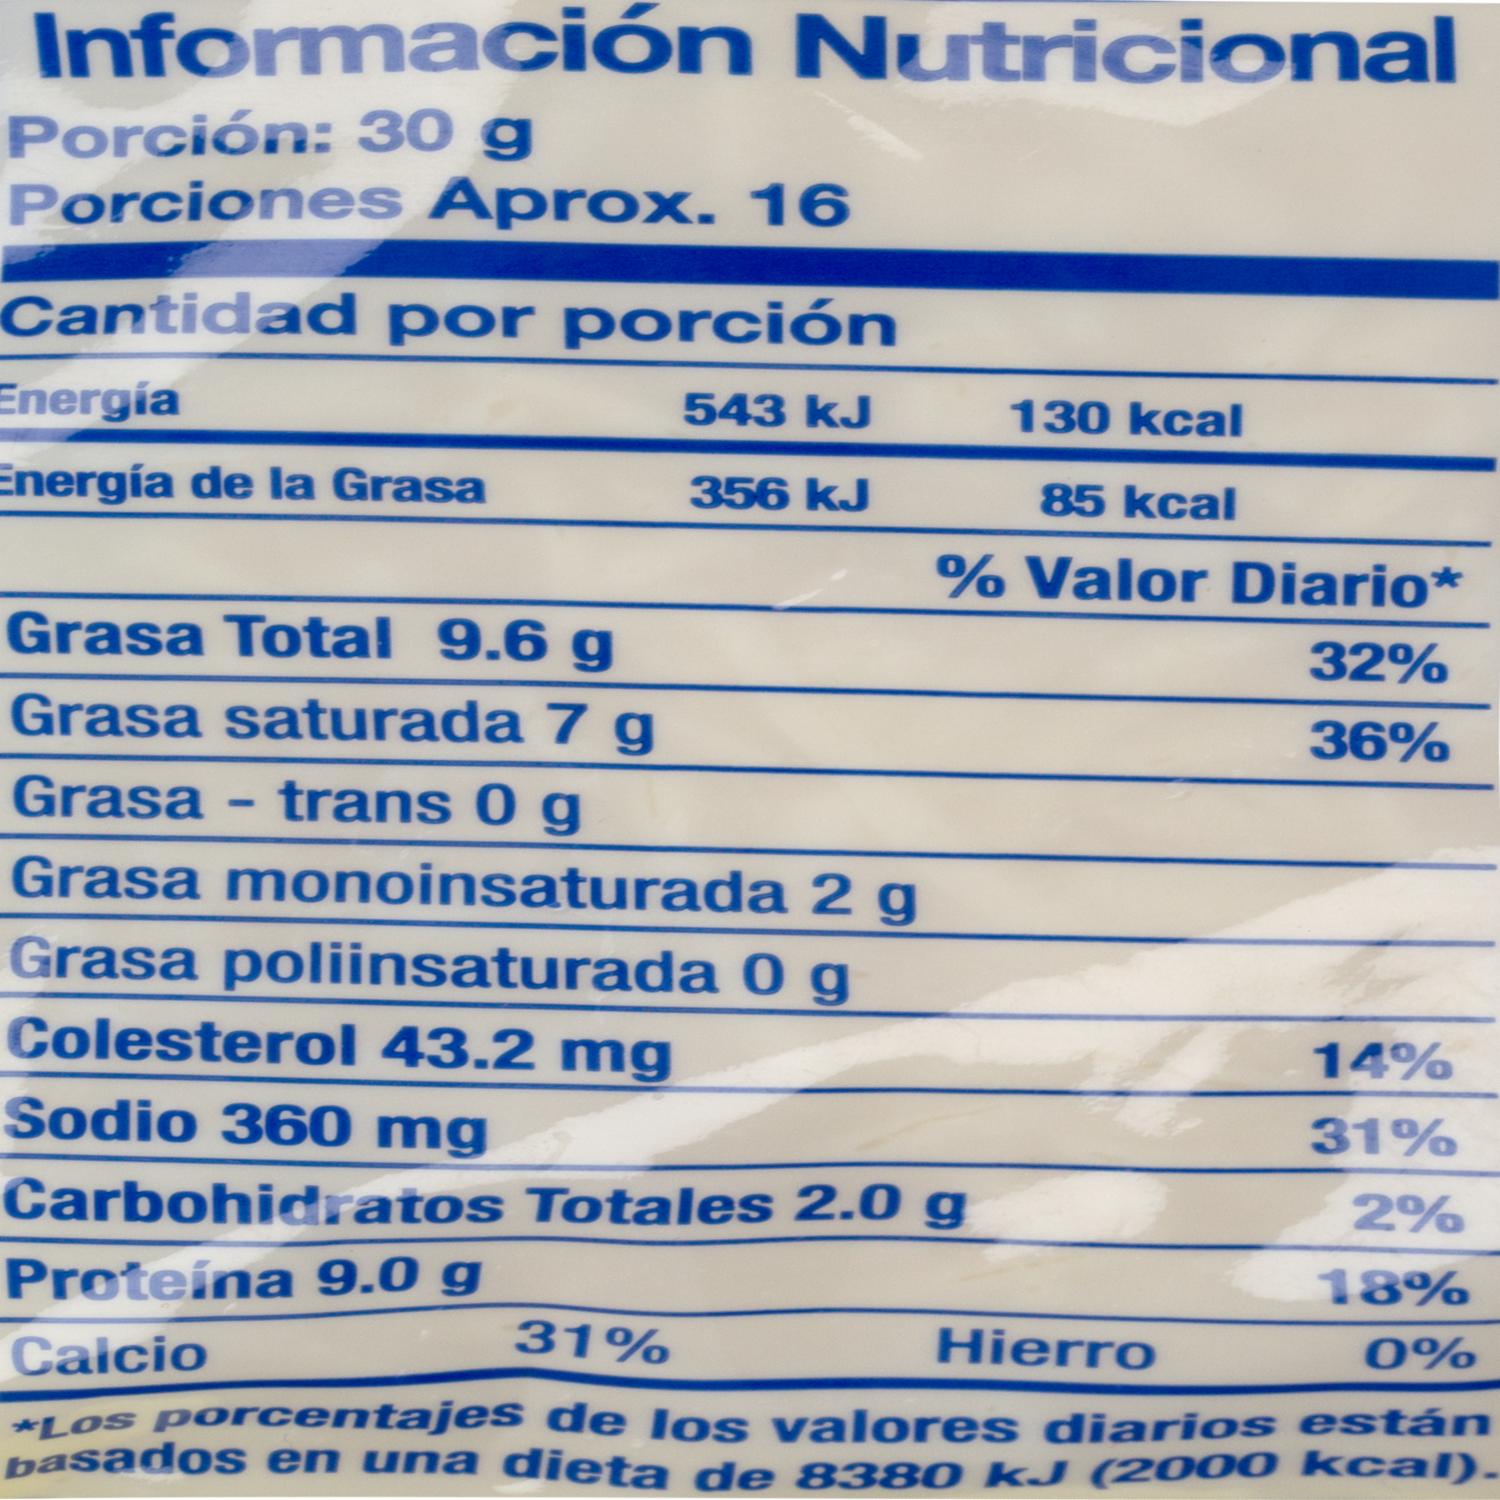 Información Nutricional
Porción: 30 g
Porciones Aprox. 16
Cantidad por porción
Energía 543 kJ 130 kcal
Energía de la Grasa 356 kJ 85 kcal
% Valor Diario*
Grasa Total 9.6 g 32%
Grasa saturada 7 g 36%
Grasa - trans 0 g
Grasa monoinsaturada 2 g
Grasa poliinsaturada 0 g
Colesterol 43.2 mg 14%
Sodio 360 mg 31%
Carbohidratos Totales 2.0 g 2%
Proteína 9.0 g 18%
Calcio 31% Hierro 0%
*Los porcentajes de los valores diarios están
basados en una dieta de 8380 kJ (2000 kcal).